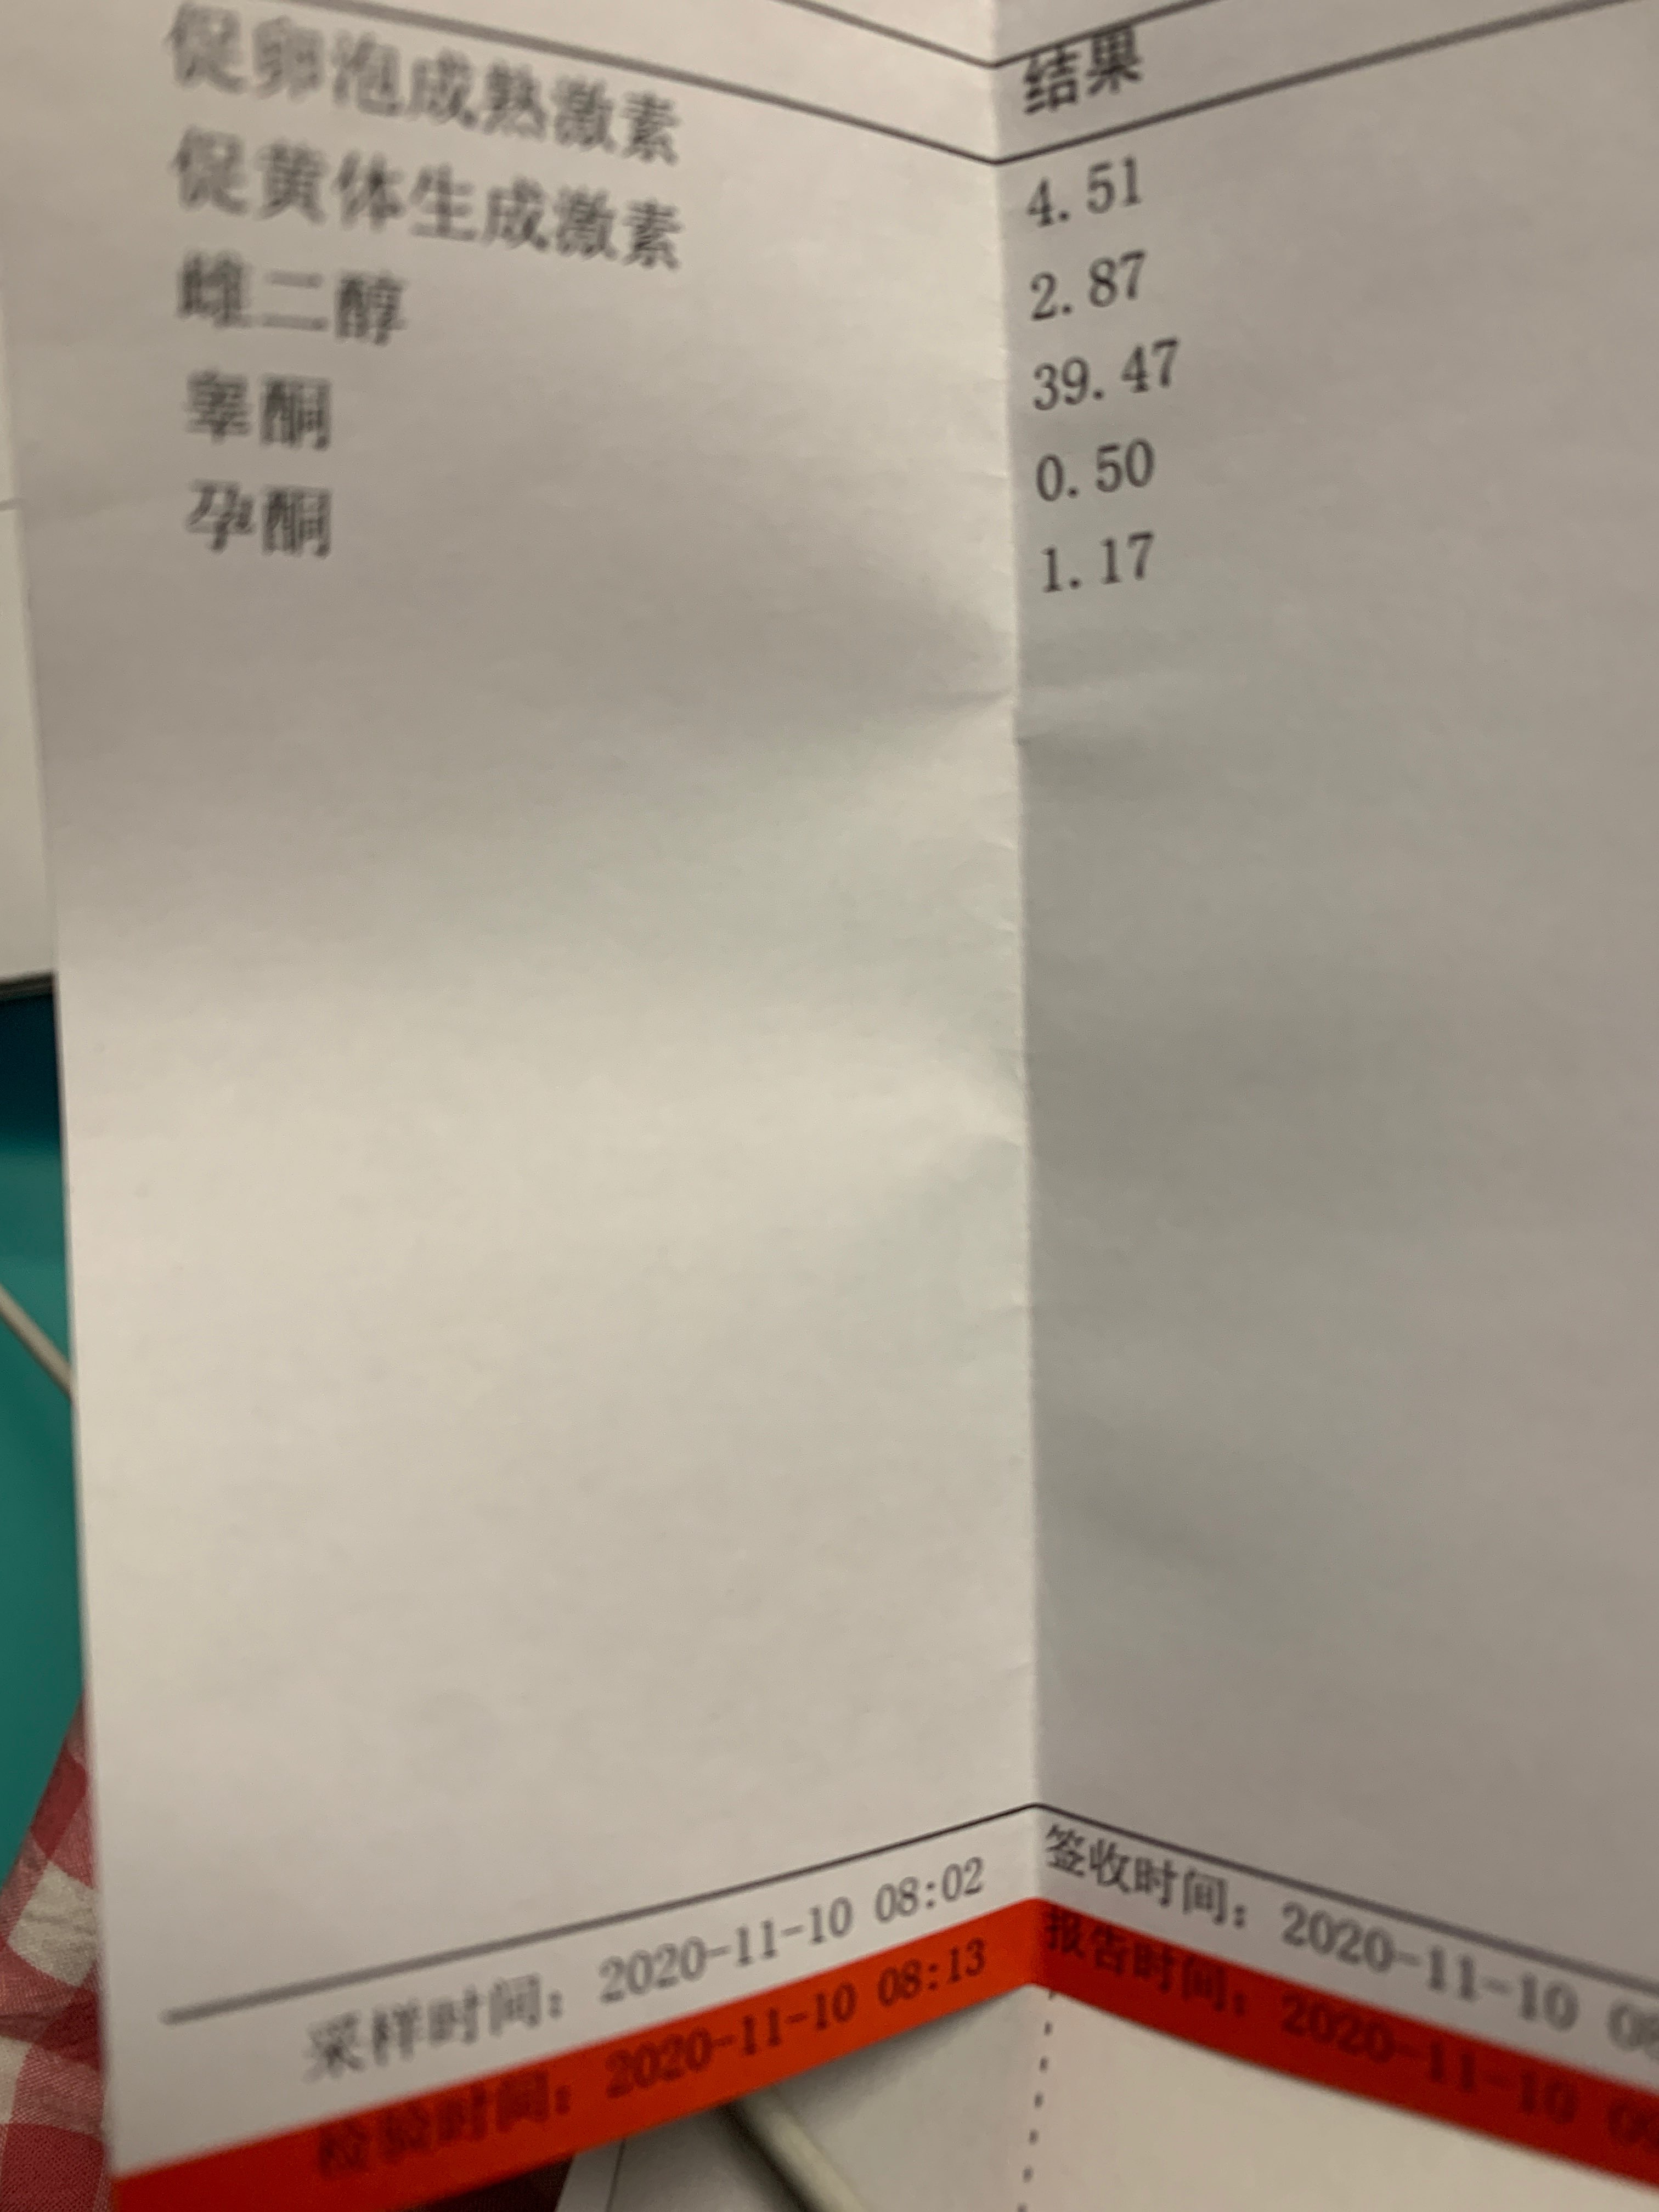 结果
促卵泡成熟激素 4.51
促黄体生成激素 2.87
雌二醇 39.47
睾酮 0.50
孕酮 1.17
采样时间: 2020-11-10 08:02 签收时间: 2020-11-10
检验时间: 2020-11-10 08:13 报告时间: 2020-11-10